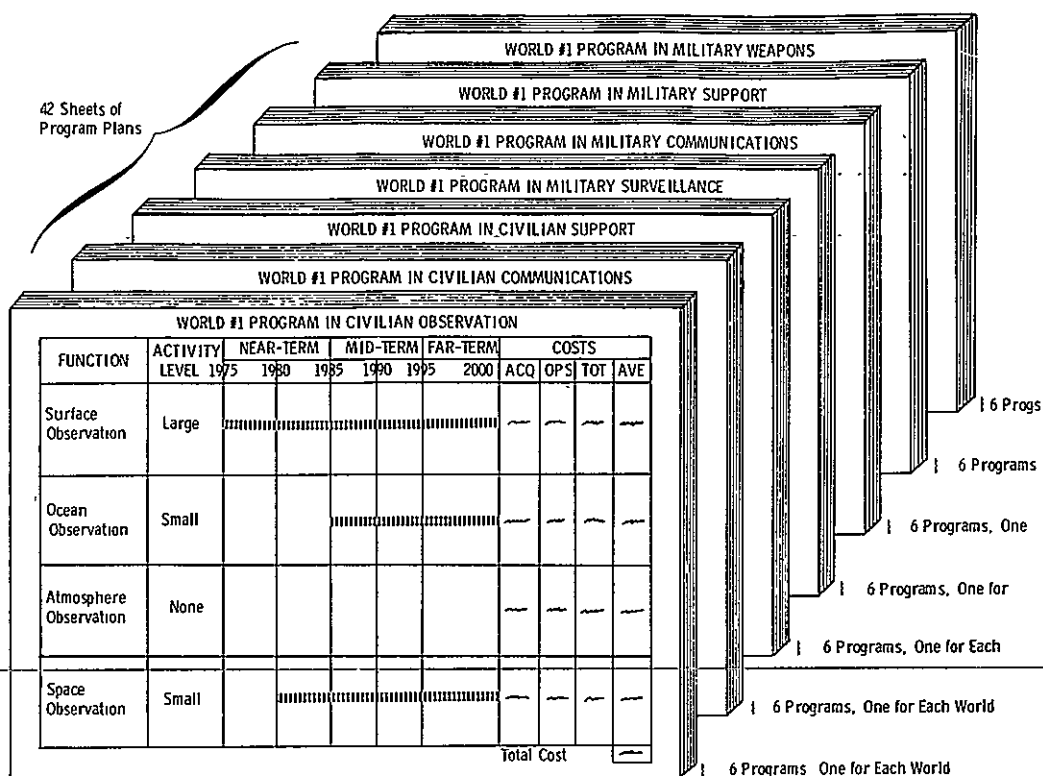 WORLD #1 PROGRAM IN MILITARY WEAPONS
WORLD #1 PROGRAM IN MILITARY SUPPORT
42 Sheets of
Program Plans
WORLD #1 PROGRAM IN MILITARY COMMUNICATIONS
WORLD #1 PROGRAM IN MILITARY SURVEILLANCE
WORLD #1 PROGRAM IN CIVILIAN SUPPORT
WORLD #1 PROGRAM IN CIVILIAN COMMUNICATIONS
WORLD #1 PROGRAM IN CIVILIAN OBSERVATION
FUNCTION ACTIVITY LEVEL NEAR-TERM MID-TERM FAR-TERM COSTS
1975 1980 1985 1990 1995 2000 ACQ OPS TOT AVE
Surface
Observation Large
Ocean
Observation Small
Atmosphere
Observation None
Space
Observation Small
Total Cost
6 Progs
6 Programs
6 Programs, One
6 Programs, One for
6 Programs, One for Each
6 Programs, One for Each World
6 Programs One for Each World